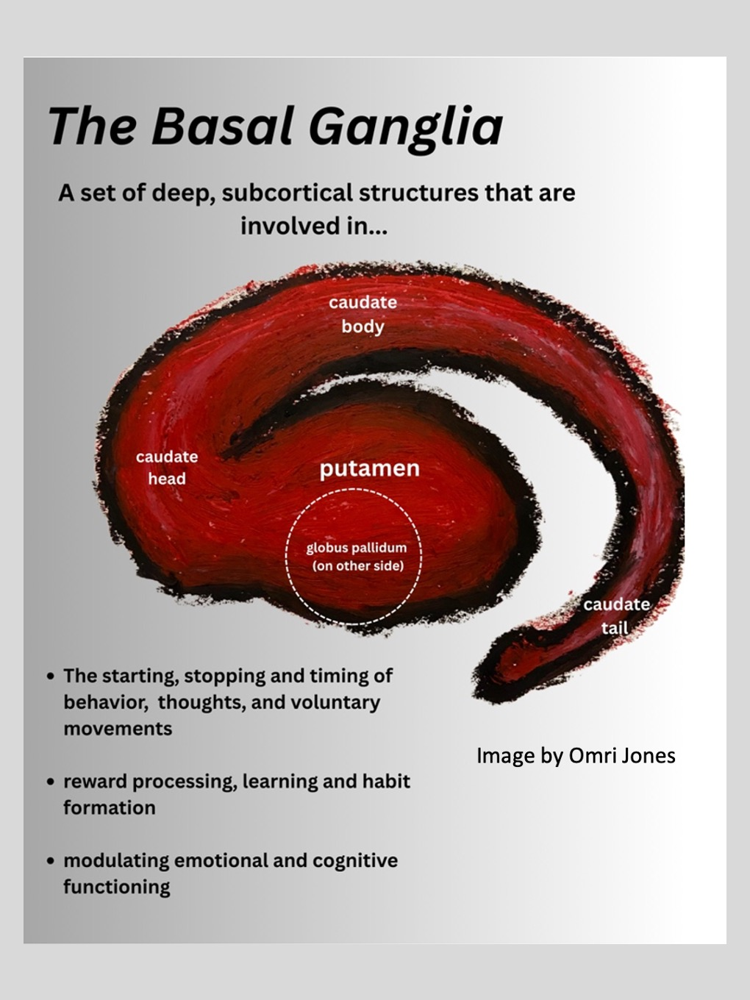 The Basal Ganglia
A set of deep, subcortical structures that are
involved in...
caudate
body
caudate
head
putamen
globus pallidum
(on other side)
caudate
tail
• The starting, stopping and timing of
behavior,  thoughts, and voluntary
movements
• reward processing, learning and habit
formation
• modulating emotional and cognitive
functioning
Image by Omri Jones